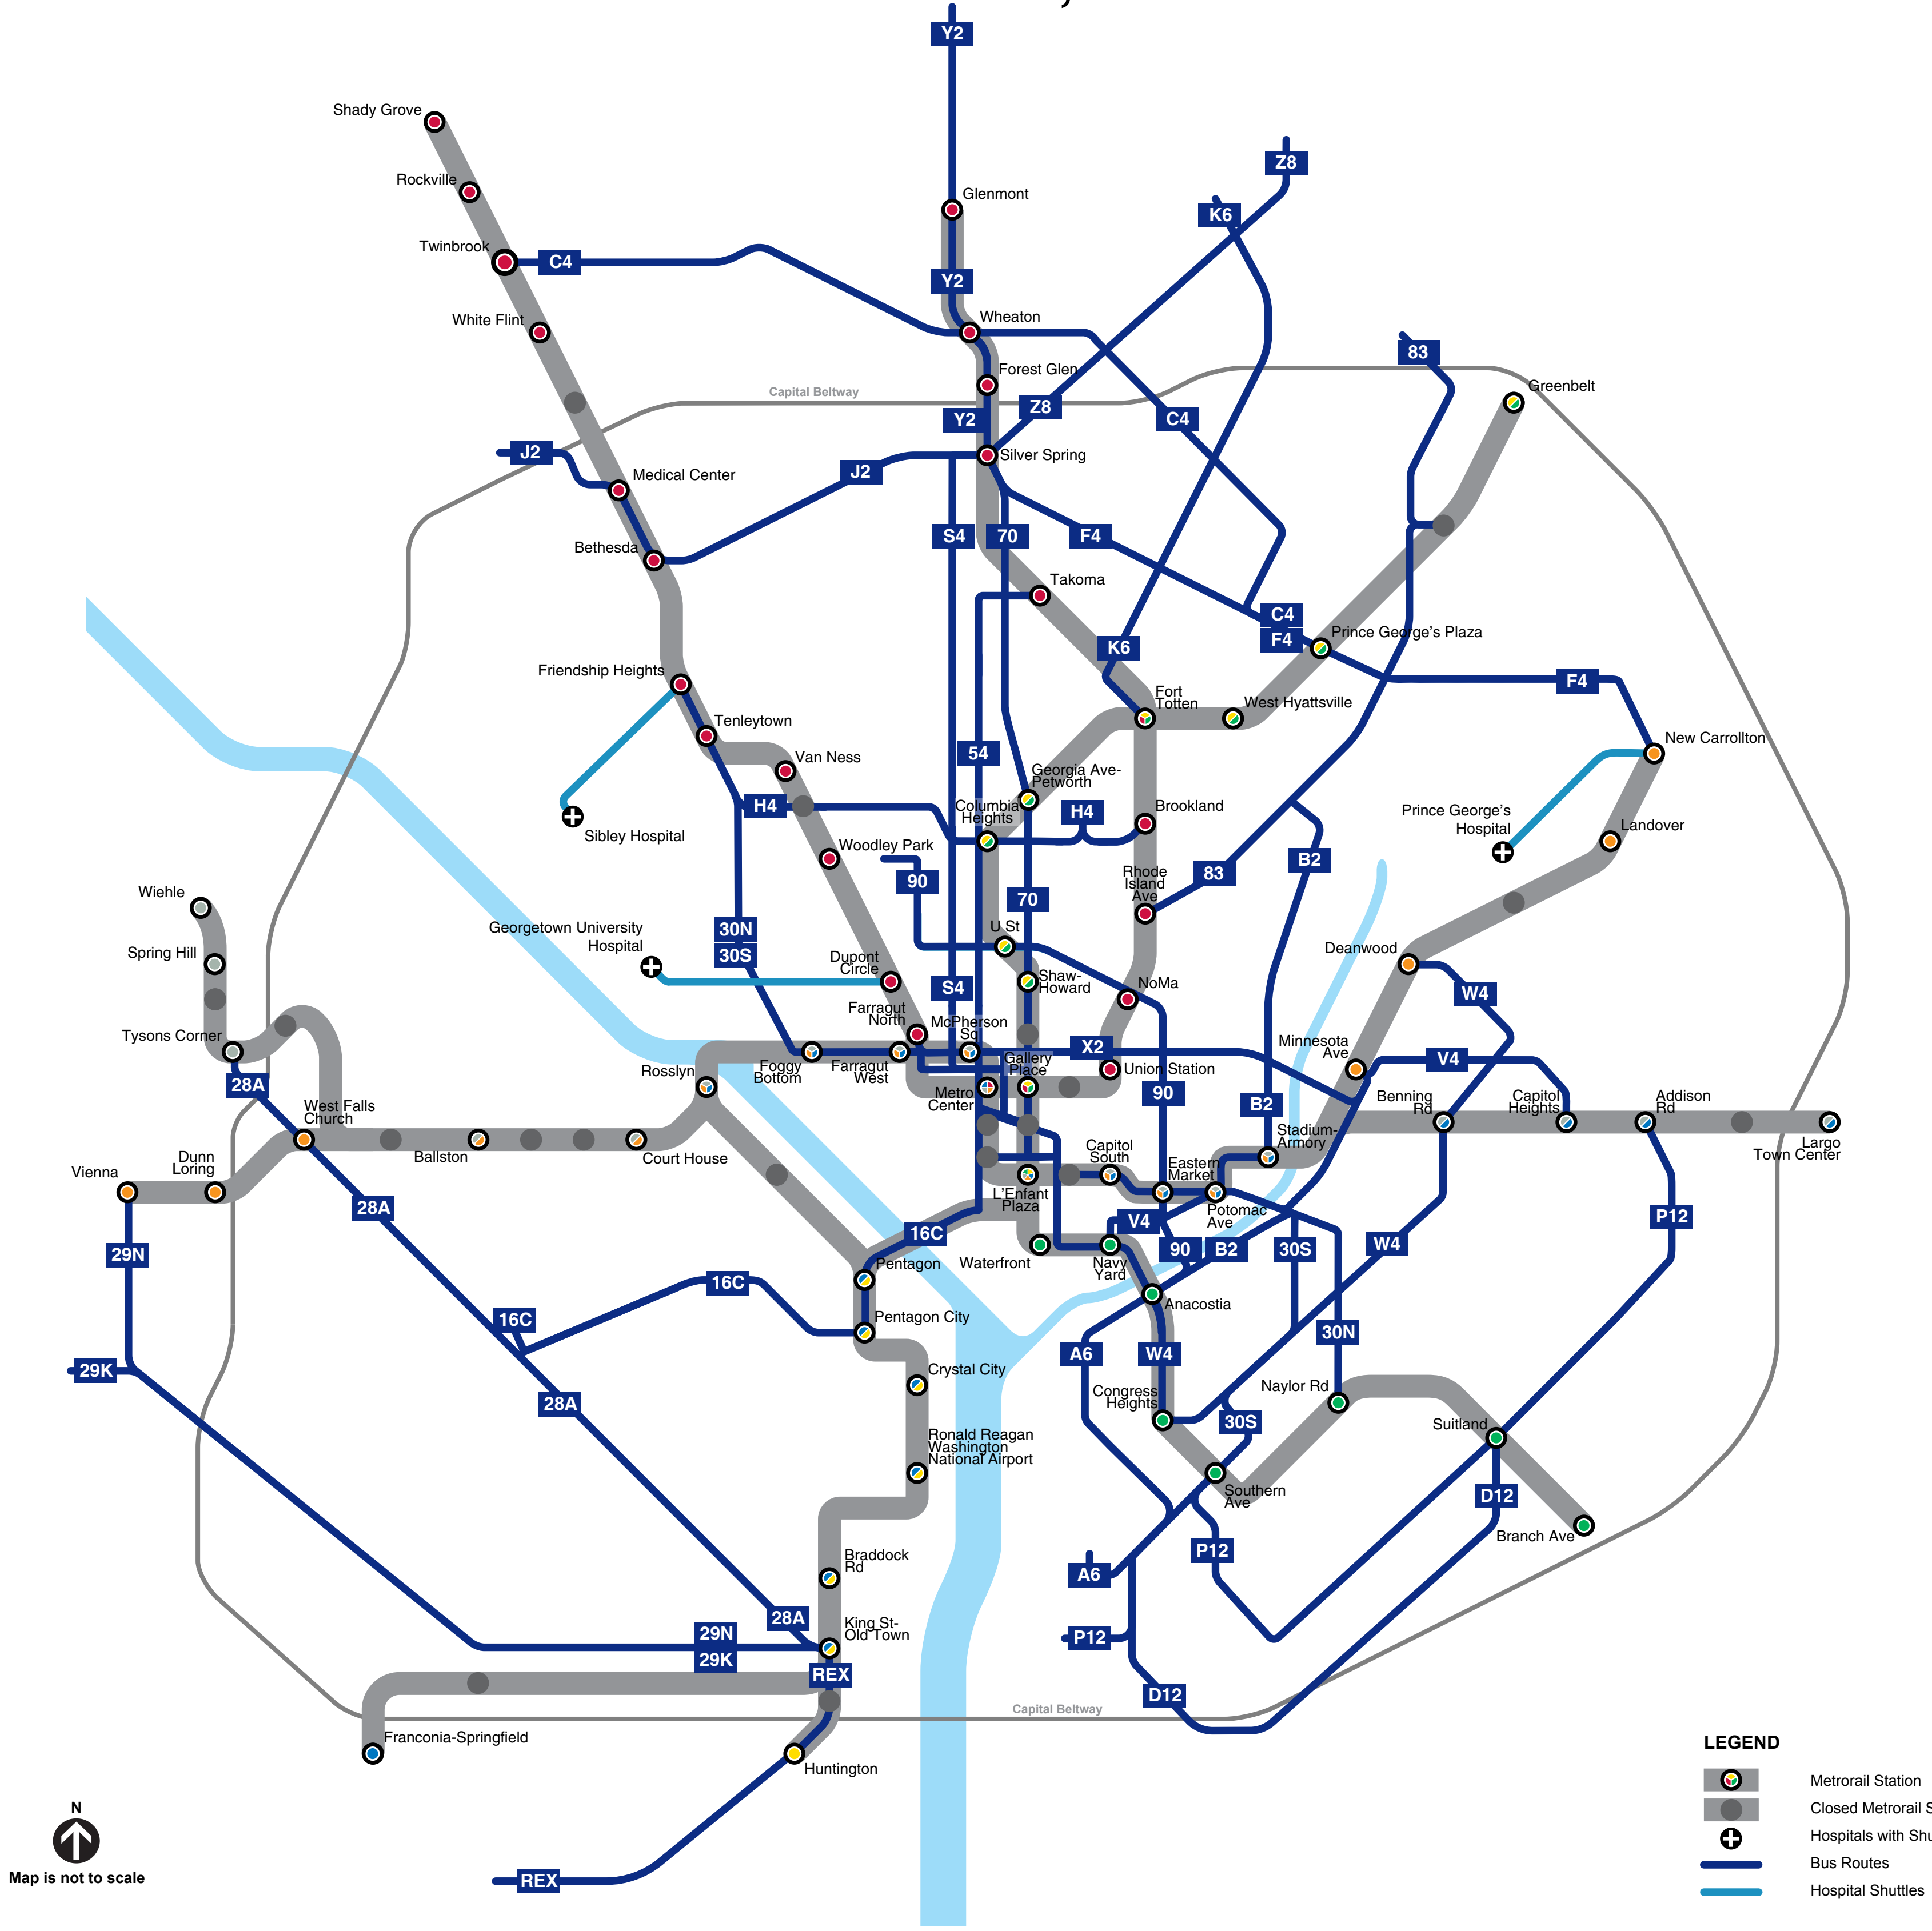 Y2
Shady Grove
Z8
Rockville
Glenmont
K6
Twinbrook
C4
Y2
White Flint
Wheaton
83
Forest Glen
Greenbelt
Capital Beltway
Z8
Y2
C4
J2
J2
Silver Spring
Medical Center
S4
70
F4
Bethesda
Takoma
C4
F4
Prince George's Plaza
K6
Friendship Heights
F4
Fort
Totten
West Hyattsville
Tenleytown
New Carrollton
54
Van Ness
Georgia Ave-
Petworth
H4
Columbia
Heights
H4
Brookland
Prince George's
Hospital
Sibley Hospital
Landover
Woodley Park
90
B2
83
Rhode
Island
Ave
Wiehle
70
30N
30S
Georgetown University
Hospital
U St
Deanwood
Spring Hill
Dupont
Circle
Shaw-
Howard
NoMa
S4
W4
Farragut
North
McPherson
Sq
Tysons Corner
X2
Minnesota
Ave
V4
Rosslyn
Foggy
Bottom
Farragut
West
Gallery
Place
Union Station
28A
Metro
Center
90
B2
Benning
Rd
Capitol
Heights
Addison
Rd
West Falls
Church
Stadium-
Armory
Largo
Town Center
Vienna
Dunn
Loring
Ballston
Court House
Capitol
South
Eastern
Market
L'Enfant
Plaza
Potomac
Ave
28A
V4
P12
29N
16C
Waterfront
Navy
Yard
90
B2
30S
W4
Pentagon
16C
Anacostia
16C
Pentagon City
30N
29K
A6
W4
Crystal City
Congress
Heights
Naylor Rd
28A
30S
Suitland
Ronald Reagan
Washington
National Airport
Southern
Ave
D12
Branch Ave
Braddock
Rd
P12
A6
28A
King St-
Old Town
29N
29K
P12
REX
D12
Capital Beltway
Franconia-Springfield
Huntington
LEGEND
Metrorail Station
Closed Metrorail S
N
Hospitals with Shu
Bus Routes
Map is not to scale
REX
Hospital Shuttles